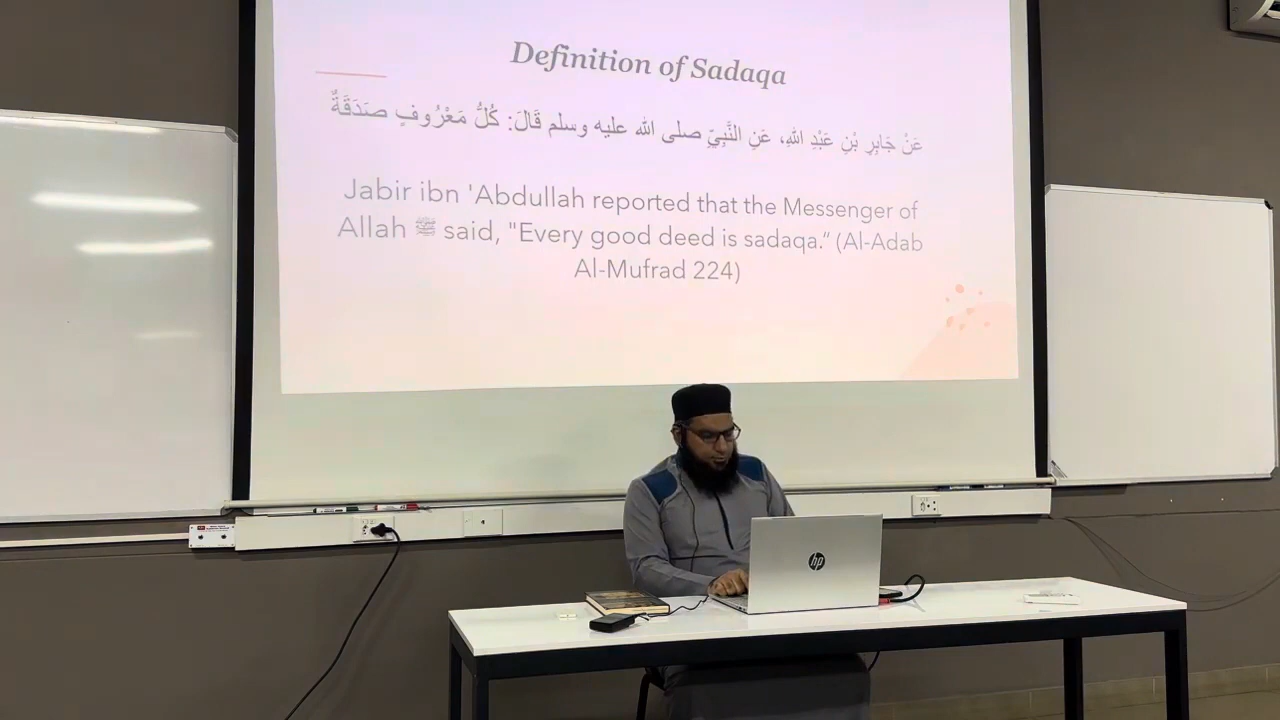 Definition of Sadaqa
عَنْ جَابِرِ بْنِ عَبْدِ اللهِ، عَنِ النَّبِيِّ صلى الله عليه وسلم قَالَ: كُلُّ مَعْرُوفٍ صَدَقَةٌ
Jabir ibn 'Abdullah reported that the Messenger of
Allah ﷺ said, "Every good deed is sadaqa.” (Al-Adab
Al-Mufrad 224)
hp